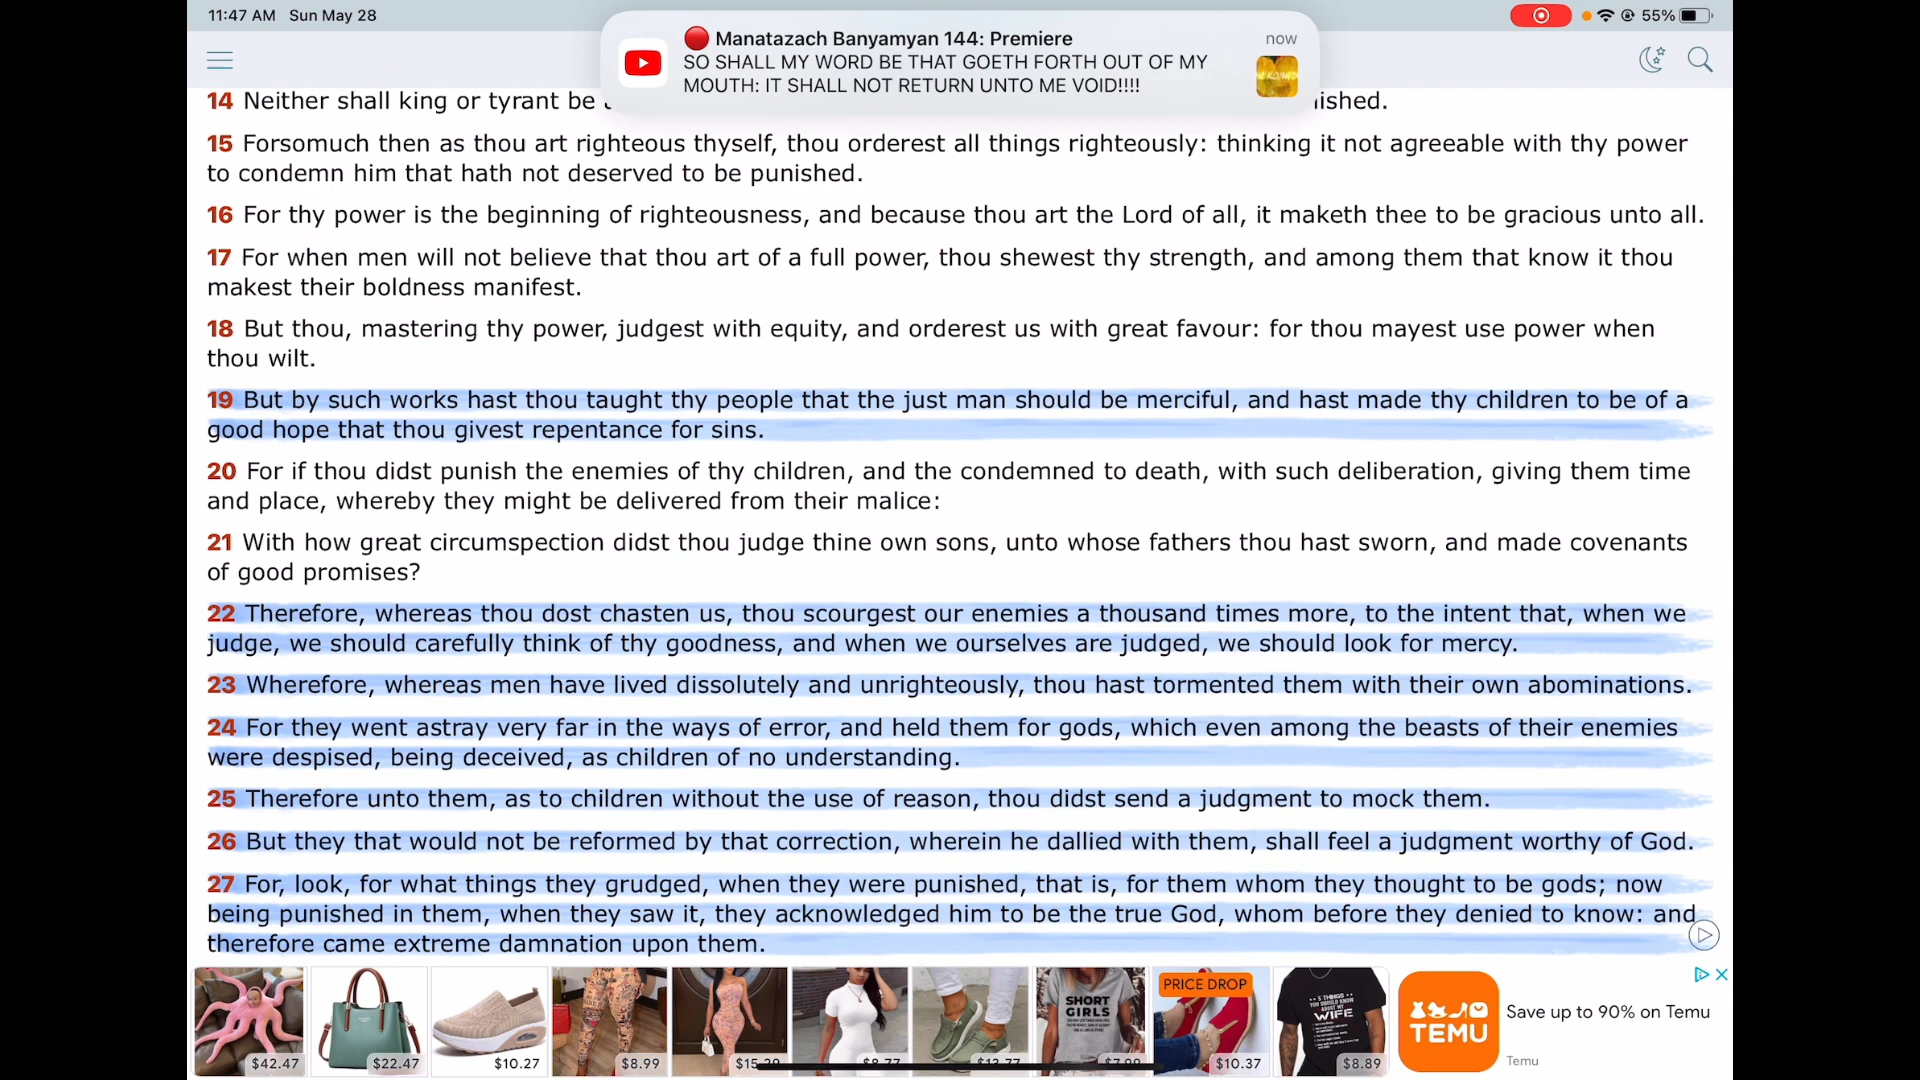 11:47 AM Sun May 28
55%
Manatazach Banyamyan 144: Premiere
now
SO SHALL MY WORD BE THAT GOETH FORTH OUT OF MY
MOUTH: IT SHALL NOT RETURN UNTO ME VOID!!!!
14 Neither shall king or tyrant be
ished.
15 Forsomuch then as thou art righteous thyself, thou orderest all things righteously: thinking it not agreeable with thy power
to condemn him that hath not deserved to be punished.
16 For thy power is the beginning of righteousness, and because thou art the Lord of all, it maketh thee to be gracious unto all.
17 For when men will not believe that thou art of a full power, thou shewest thy strength, and among them that know it thou
makest their boldness manifest.
18 But thou, mastering thy power, judgest with equity, and orderest us with great favour: for thou mayest use power when
thou wilt.
19 But by such works hast thou taught thy people that the just man should be merciful, and hast made thy children to be of a
good hope that thou givest repentance for sins.
20 For if thou didst punish the enemies of thy children, and the condemned to death, with such deliberation, giving them time
and place, whereby they might be delivered from their malice:
21 With how great circumspection didst thou judge thine own sons, unto whose fathers thou hast sworn, and made covenants
of good promises?
22 Therefore, whereas thou dost chasten us, thou scourgest our enemies a thousand times more, to the intent that, when we
judge, we should carefully think of thy goodness, and when we ourselves are judged, we should look for mercy.
23 Wherefore, whereas men have lived dissolutely and unrighteously, thou hast tormented them with their own abominations.
24 For they went astray very far in the ways of error, and held them for gods, which even among the beasts of their enemies
were despised, being deceived, as children of no understanding.
25 Therefore unto them, as to children without the use of reason, thou didst send a judgment to mock them.
26 But they that would not be reformed by that correction, wherein he dallied with them, shall feel a judgment worthy of God.
27 For, look, for what things they grudged, when they were punished, that is, for them whom they thought to be gods; now
being punished in them, when they saw it, they acknowledged him to be the true God, whom before they denied to know: and
therefore came extreme damnation upon them.
PRICE DROP
SHORT
GIRLS
WIFE
$42.47
$22.47
$10.27
$8.99
$10.37
$8.89
TEMU
Save up to 90% on Temu
Temu